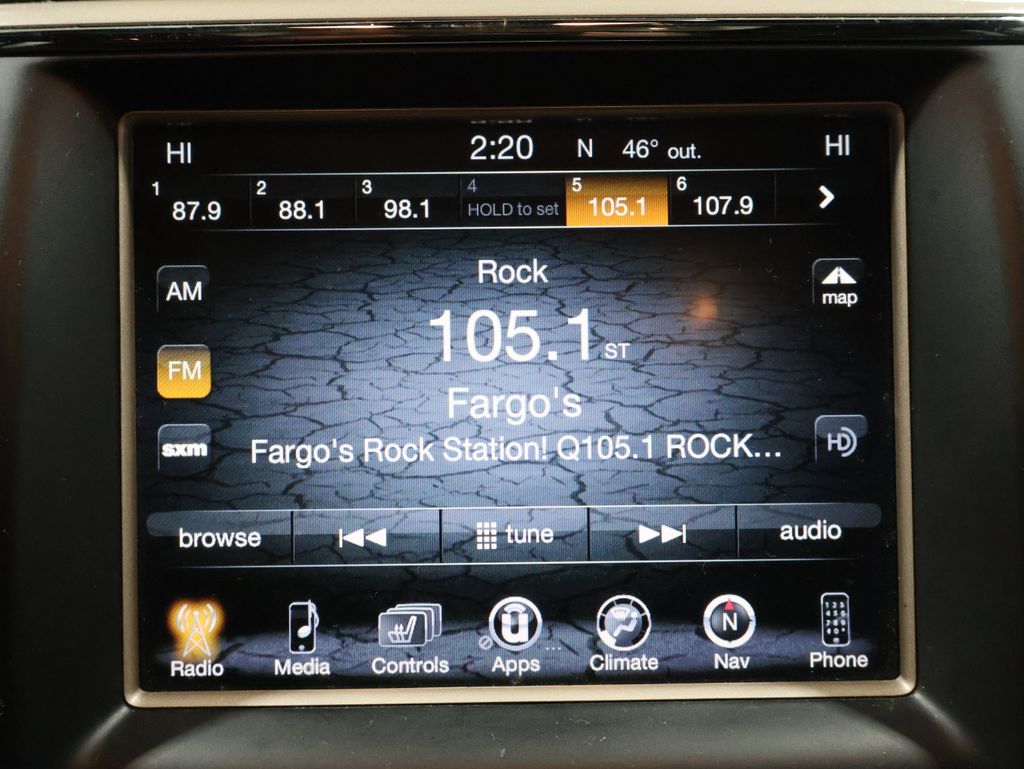 HI 2:20 N 46° out. HI
1 87.9 2 88.1 3 98.1 4 HOLD to set 5 105.1 6 107.9
Rock
AM
map
105.1 ST
FM
Fargo's
sxm
Fargo's Rock Station! Q105.1 ROCK...
HD
browse tune audio
Radio Media Controls Apps Climate Nav Phone